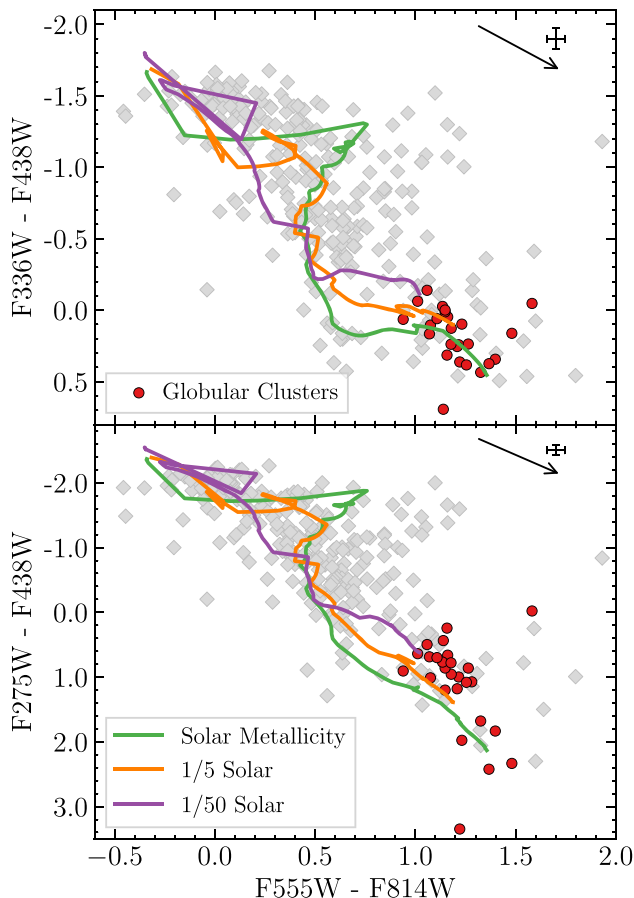 -2.0
-1.5
-1.0
-0.5
0.0
0.5
F336W - F438W
Globular Clusters
-2.0
-1.0
0.0
1.0
2.0
3.0
F275W - F438W
Solar Metallicity
1/5 Solar
1/50 Solar
−0.5 0.0 0.5 1.0 1.5 2.0
F555W - F814W